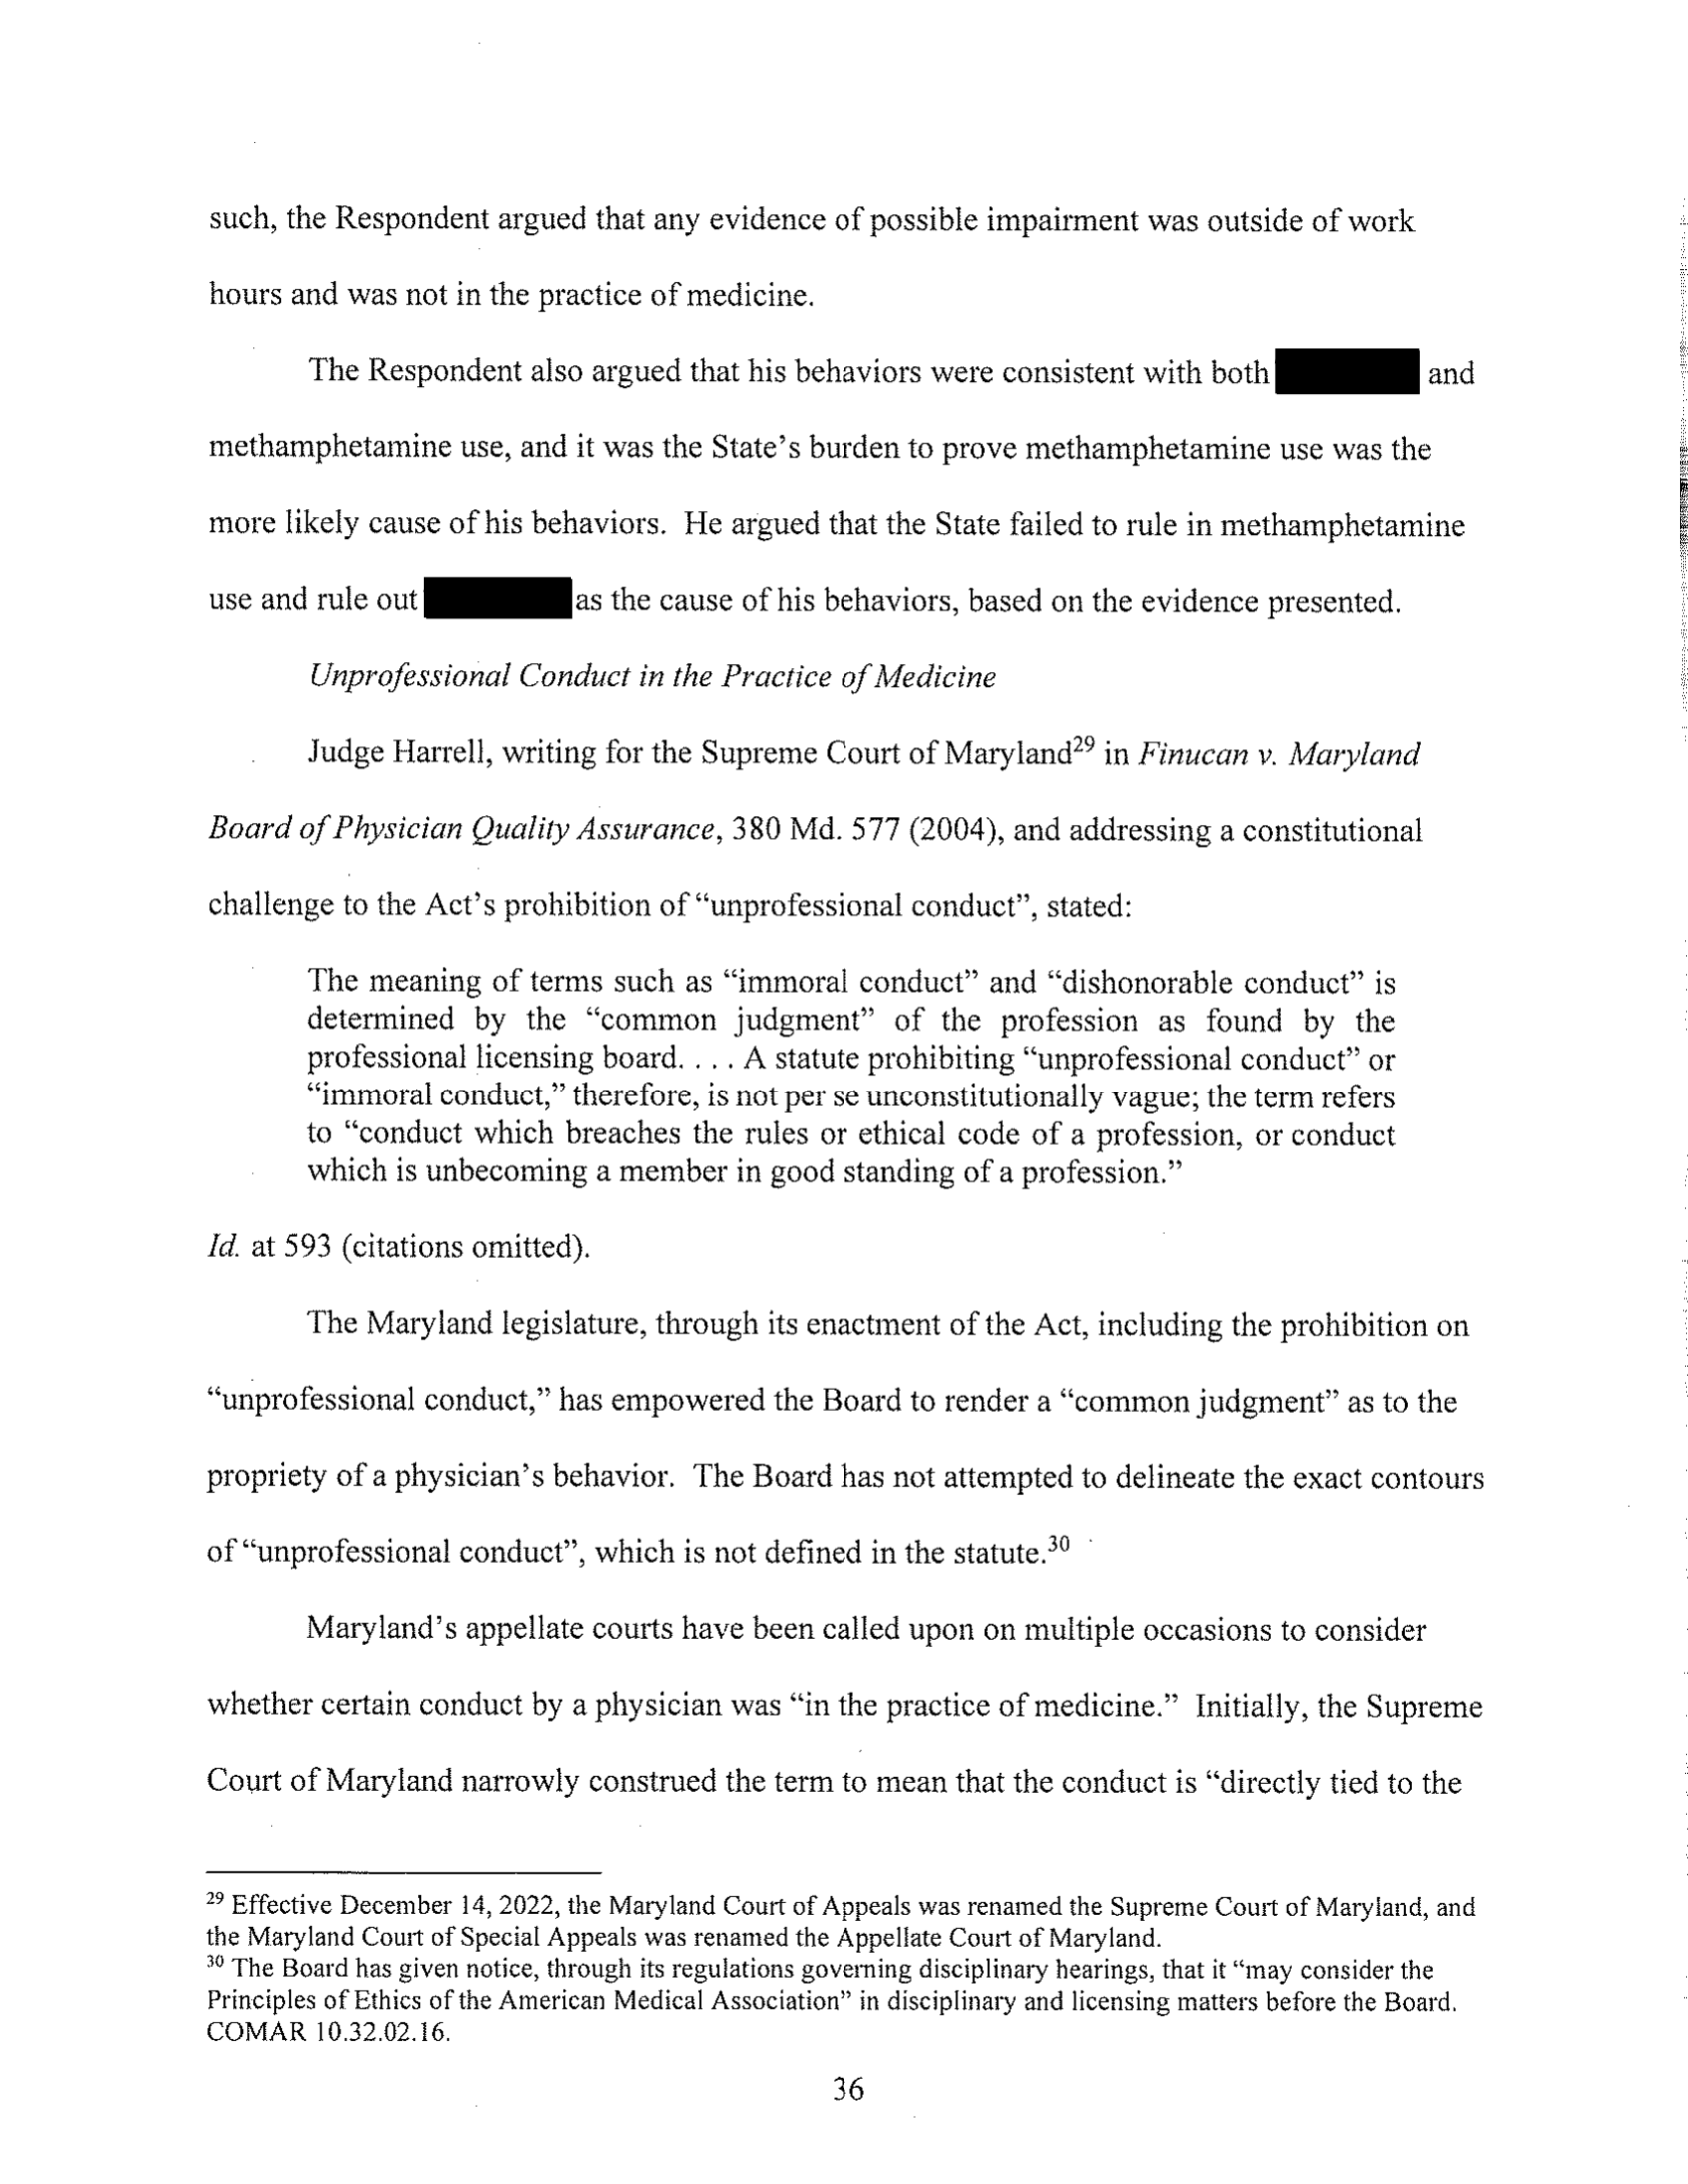 such, the Respondent argued that any evidence of possible impairment was outside of work
hours and was not in the practice of medicine.
The Respondent also argued that his behaviors were consistent with both and
methamphetamine use, and it was the State's burden to prove methamphetamine use was the
more likely cause of his behaviors. He argued that the State failed to rule in methamphetamine
use and rule out as the cause of his behaviors, based on the evidence presented.
Unprofessional Conduct in the Practice of Medicine
Judge Harrell, writing for the Supreme Court of Maryland29 in Finucan v. Maryland
Board of Physician Quality Assurance, 380 Md. 577 (2004), and addressing a constitutional
challenge to the Act's prohibition of “unprofessional conduct”, stated:
The meaning of terms such as “immoral conduct” and “dishonorable conduct” is
determined by the “common judgment” of the profession as found by the
professional licensing board. . . . A statute prohibiting “unprofessional conduct” or
“immoral conduct,” therefore, is not per se unconstitutionally vague; the term refers
to “conduct which breaches the rules or ethical code of a profession, or conduct
which is unbecoming a member in good standing of a profession.”
Id. at 593 (citations omitted).
The Maryland legislature, through its enactment of the Act, including the prohibition on
“unprofessional conduct,” has empowered the Board to render a “common judgment” as to the
propriety of a physician's behavior. The Board has not attempted to delineate the exact contours
of “unprofessional conduct”, which is not defined in the statute.30
Maryland's appellate courts have been called upon on multiple occasions to consider
whether certain conduct by a physician was “in the practice of medicine.” Initially, the Supreme
Court of Maryland narrowly construed the term to mean that the conduct is “directly tied to the
29 Effective December 14, 2022, the Maryland Court of Appeals was renamed the Supreme Court of Maryland, and
the Maryland Court of Special Appeals was renamed the Appellate Court of Maryland.
30 The Board has given notice, through its regulations governing disciplinary hearings, that it “may consider the
Principles of Ethics of the American Medical Association” in disciplinary and licensing matters before the Board.
COMAR 10.32.02.16.
36